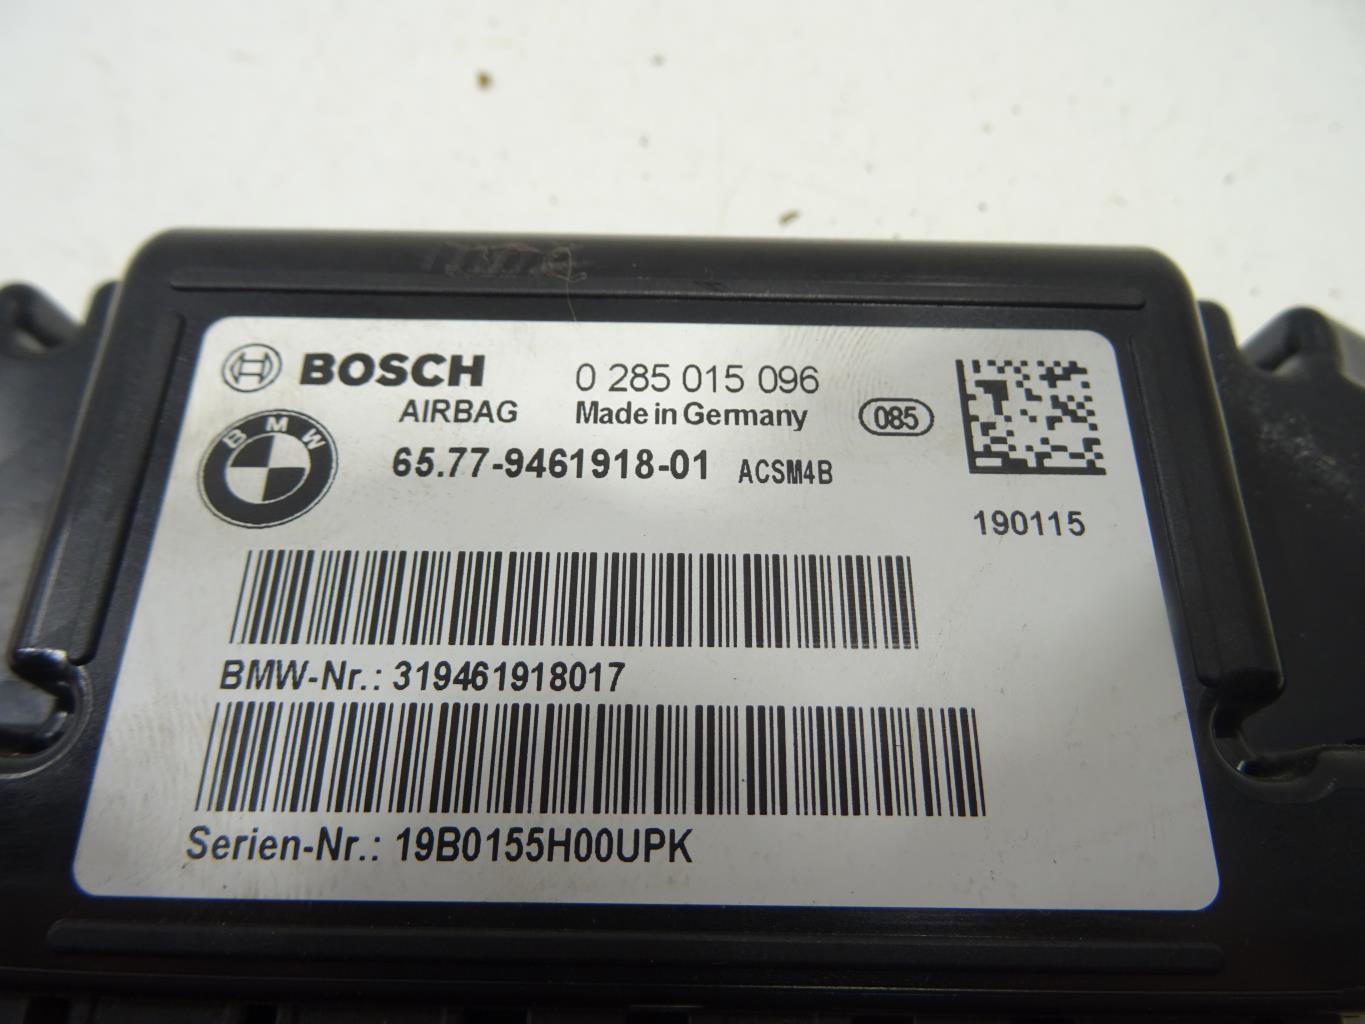 BOSCH 0 285 015 096
AIRBAG Made in Germany 085
BMW
65.77-9461918-01 ACSM4B
190115
BMW-Nr.: 319461918017
Serien-Nr.: 19B0155H00UPK